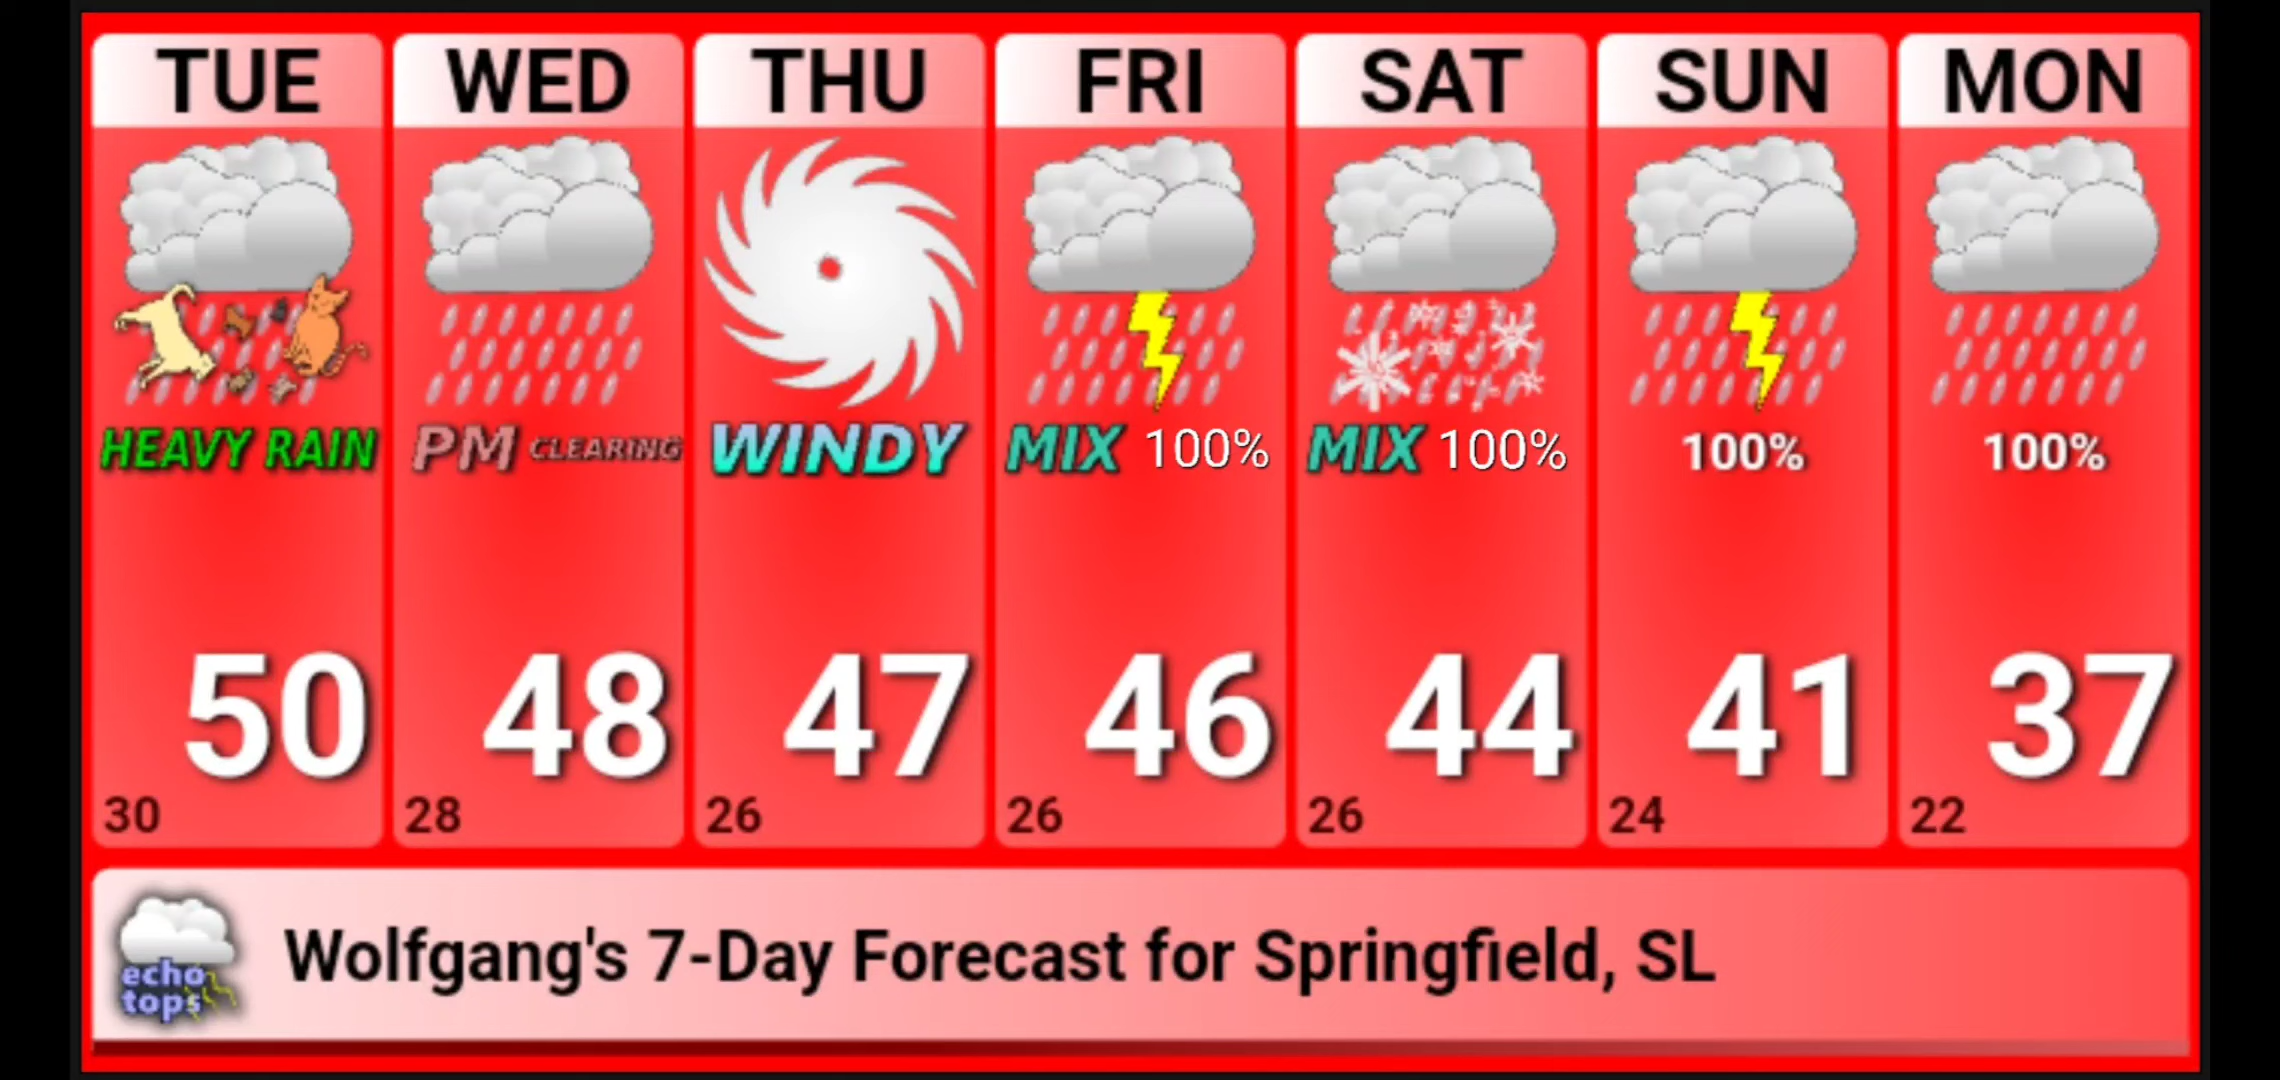 TUE WED THU FRI SAT SUN MON
HEAVY RAIN PM CLEARING WINDY MIX 100% MIX 100% 100% 100%
50 48 47 46 44 41 37
30 28 26 26 26 24 22
echo
tops
Wolfgang's 7-Day Forecast for Springfield, SL